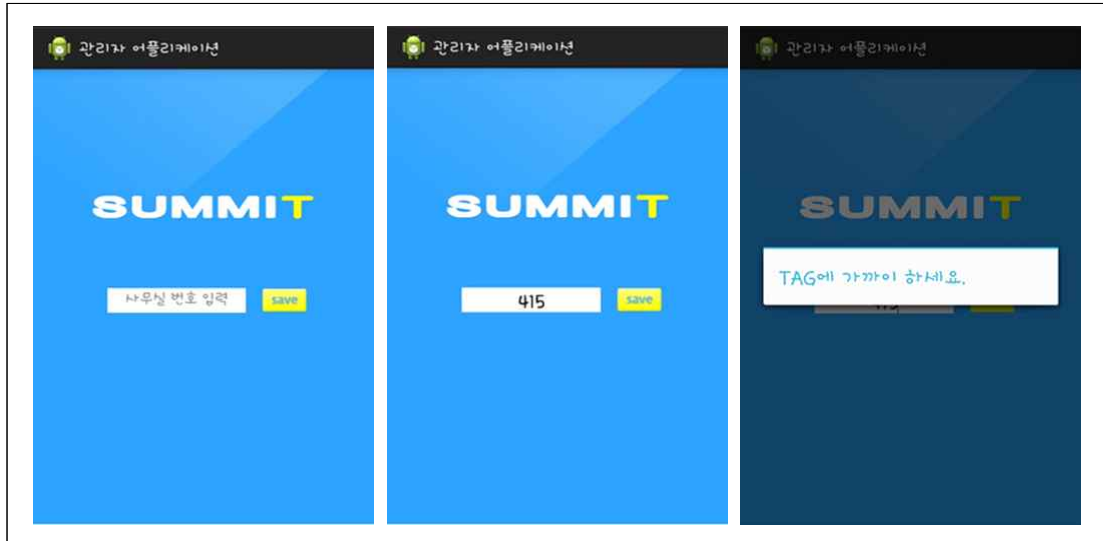 관리자 어플리케이션
SUMMIT
사무실 번호 입력
save
관리자 어플리케이션
SUMMIT
415
save
관리자 어플리케이션
SUMMIT
TAG에 가까이 하세요.